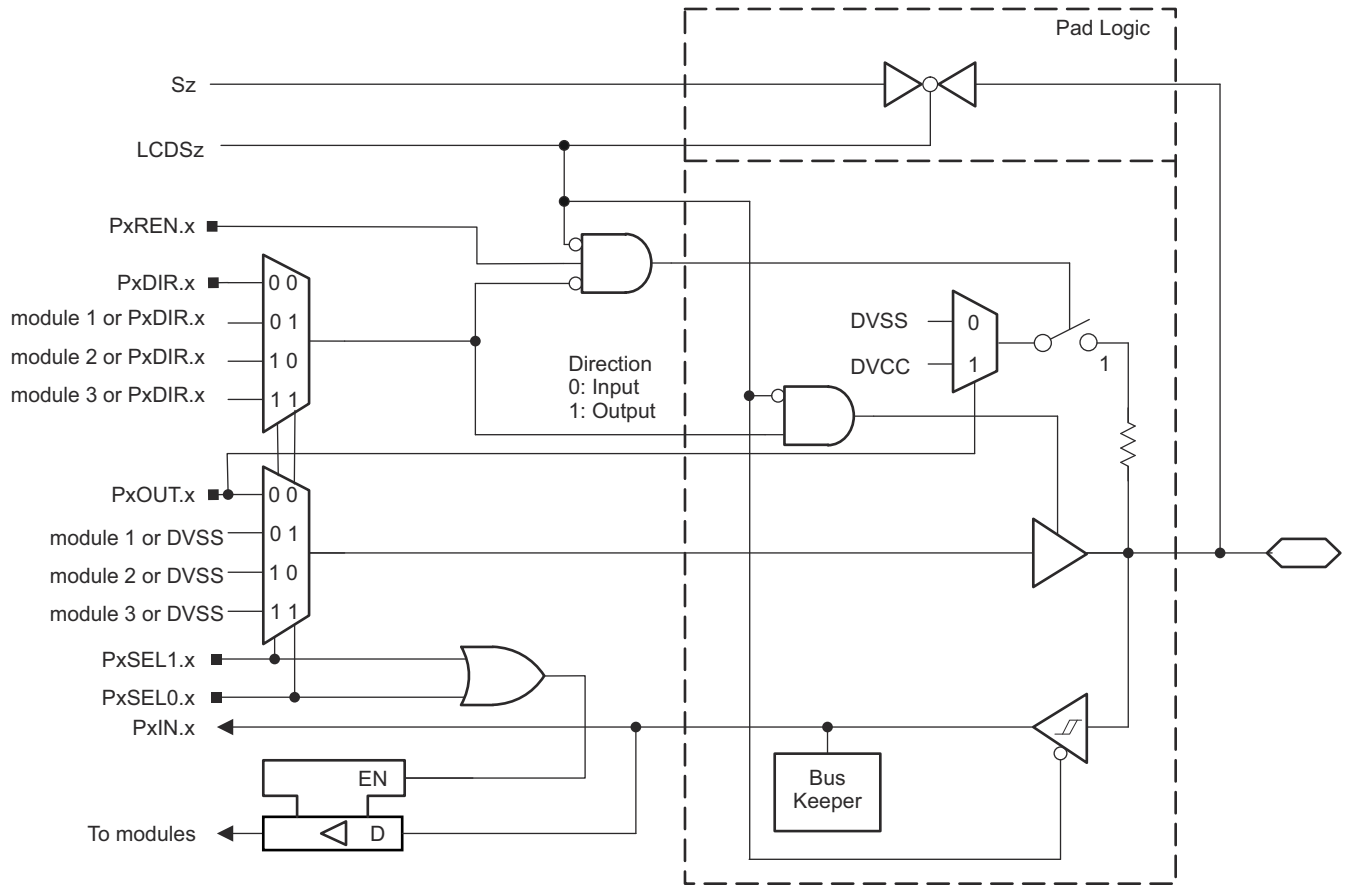 Pad Logic
Sz
LCDSz
PxREN.x
PxDIR.x
0 0
module 1 or PxDIR.x
0 1
module 2 or PxDIR.x
1 0
module 3 or PxDIR.x
1 1
Direction
0: Input
1: Output
DVSS
0
DVCC
1
1
PxOUT.x
0 0
module 1 or DVSS
0 1
module 2 or DVSS
1 0
module 3 or DVSS
1 1
PxSEL1.x
PxSEL0.x
PxIN.x
EN
Bus
Keeper
To modules
D